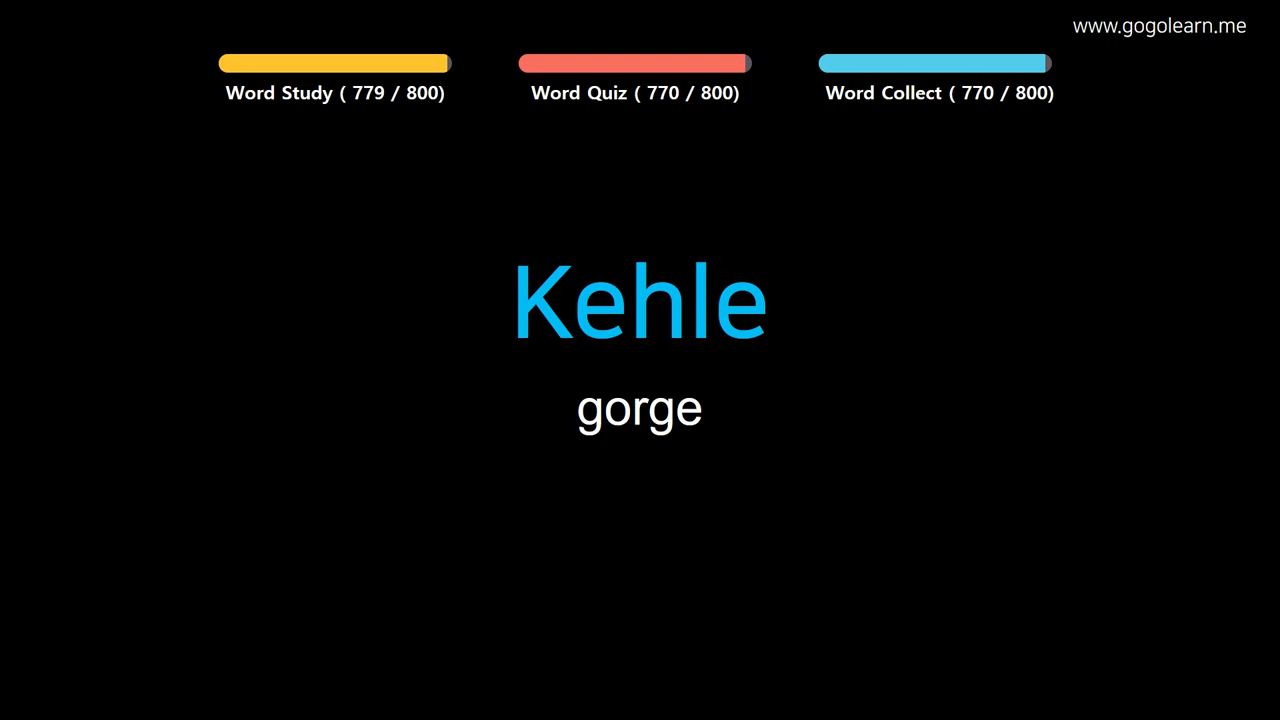 www.gogolearn.me
Word Study ( 779 / 800)
Word Quiz ( 770 / 800)
Word Collect ( 770 / 800)
Kehle
gorge